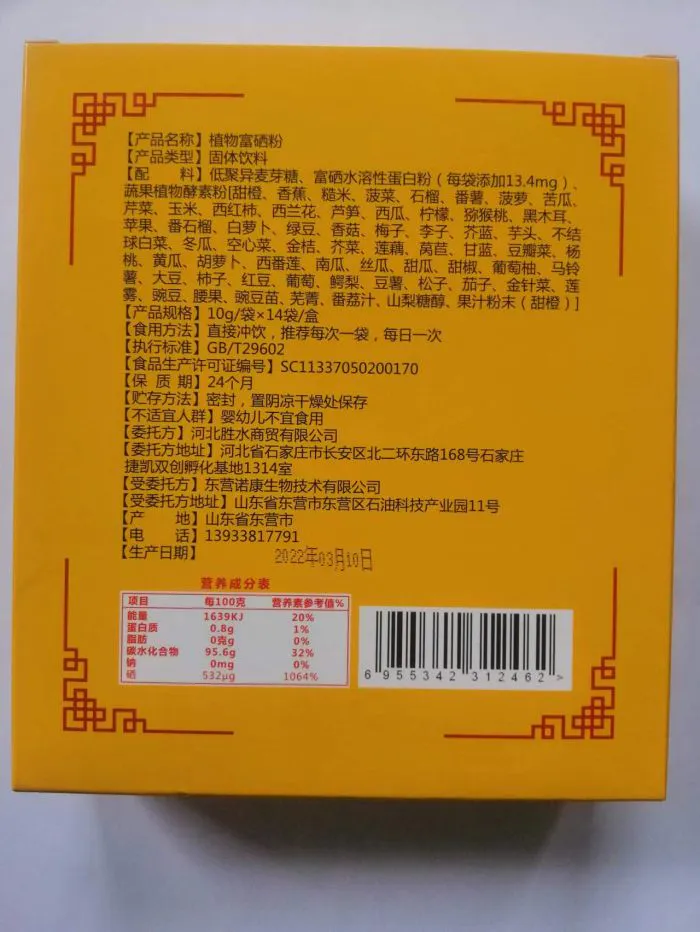 【产品名称】植物富硒粉
【产品类型】固体饮料
【配 料】低聚异麦芽糖、富硒水溶性蛋白粉（每袋添加13.4mg）、
蔬果植物酵素粉[甜橙、香蕉、糙米、菠菜、石榴、番薯、菠萝、苦瓜、
芹菜、玉米、西红柿、西兰花、芦笋、西瓜、柠檬、猕猴桃、黑木耳、
苹果、番石榴、白萝卜、绿豆、香菇、梅子、李子、芥蓝、芋头、不结
球白菜、冬瓜、空心菜、金桔、芥菜、莲藕、莴苣、甘蓝、豆瓣菜、杨
桃、黄瓜、胡萝卜、西番莲、南瓜、丝瓜、甜瓜、甜椒、葡萄柚、马铃
薯、大豆、柿子、红豆、葡萄、鳄梨、豆薯、松子、茄子、金针菜、莲
雾、豌豆、腰果、豌豆苗、芜菁、番荔汁、山梨糖醇、果汁粉末（甜橙）]
【产品规格】10g/袋×14袋/盒
【食用方法】直接冲饮，推荐每次一袋，每日一次
【执行标准】GB/T29602
【食品生产许可证编号】SC11337050200170
【保 质 期】24个月
【贮存方法】密封，置阴凉干燥处保存
【不适宜人群】婴幼儿不宜食用
【委托方】河北胜水商贸有限公司
【委托方地址】河北省石家庄市长安区北二环东路168号石家庄
捷凯双创孵化基地1314室
【受委托方】东营诺康生物技术有限公司
【受委托方地址】山东省东营市东营区石油科技产业园11号
【产 地】山东省东营市
【电 话】13933817791
【生产日期】 2022年03月10日
营养成分表
项目 每100克 营养素参考值%
能量 1639KJ 20%
蛋白质 0.8g 1%
脂肪 0克g 0%
碳水化合物 95.6g 32%
钠 0mg 0%
硒 532μg 1064%
6 955342 312462 >